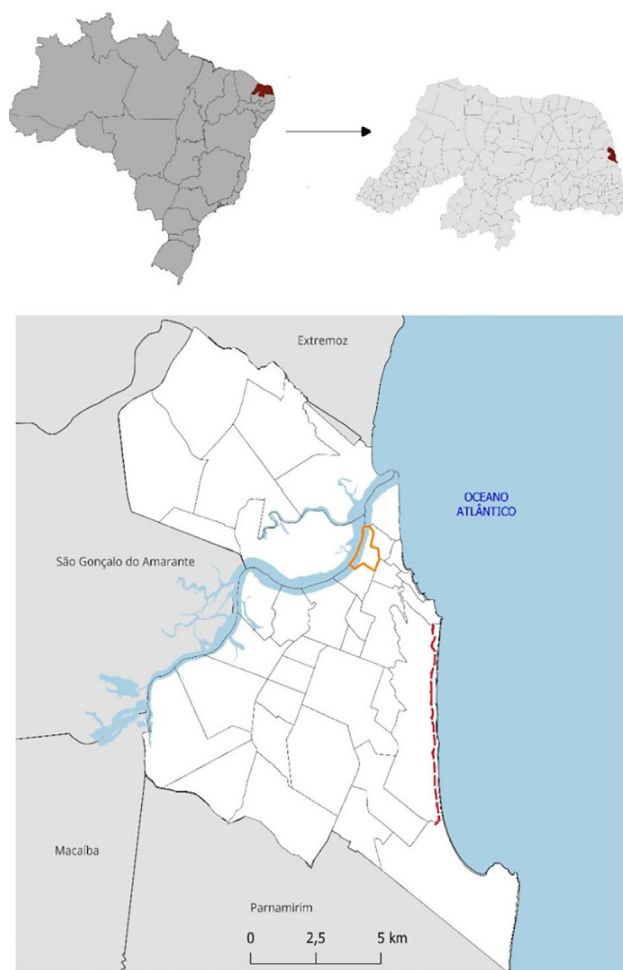 Extremoz
OCEANO
ATLÂNTICO
São Gonçalo do Amarante
Macaíba
Parnamirim
0 2,5 5 km